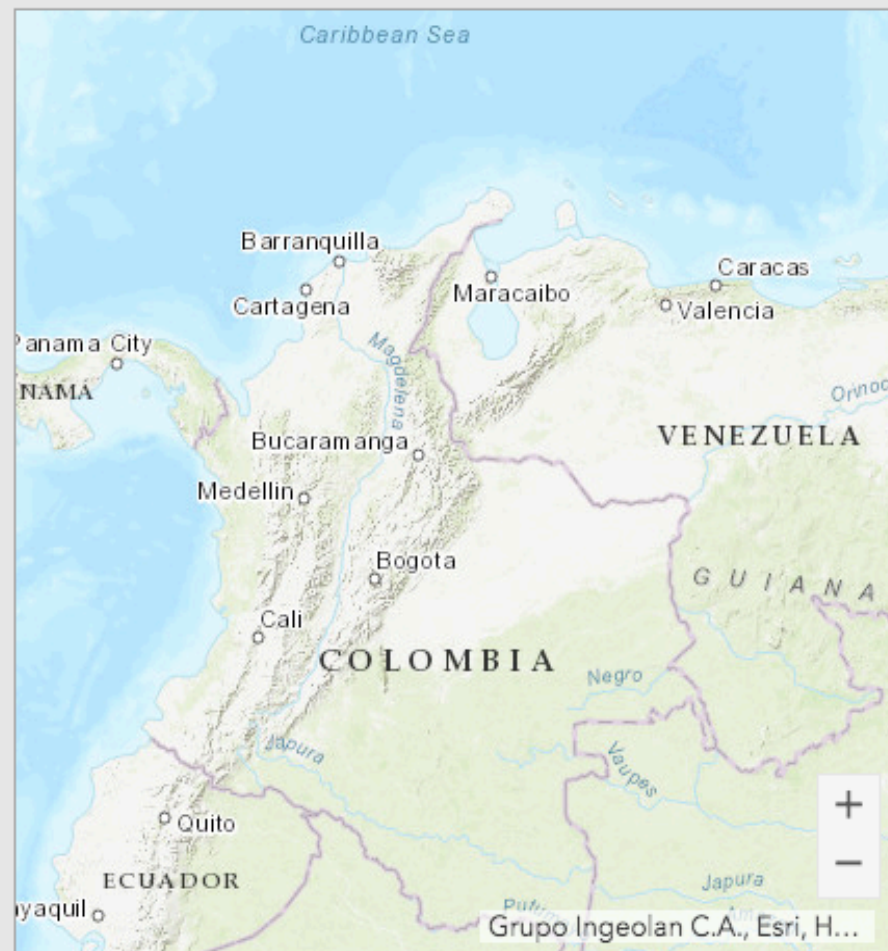 Caribbean Sea
Barranquilla
Caracas
Cartagena
Maracaibo
Valencia
Panama City
NAMA
Magdelena
Orinoc
Bucaramanga
VENEZUELA
Medellin
Bogota
GUIANA
Cali
COLOMBIA
Negro
Japura
Vaupes
+
Quito
−
ECUADOR
Japura
yaquil
Grupo Ingeolan C.A., Esri, H...